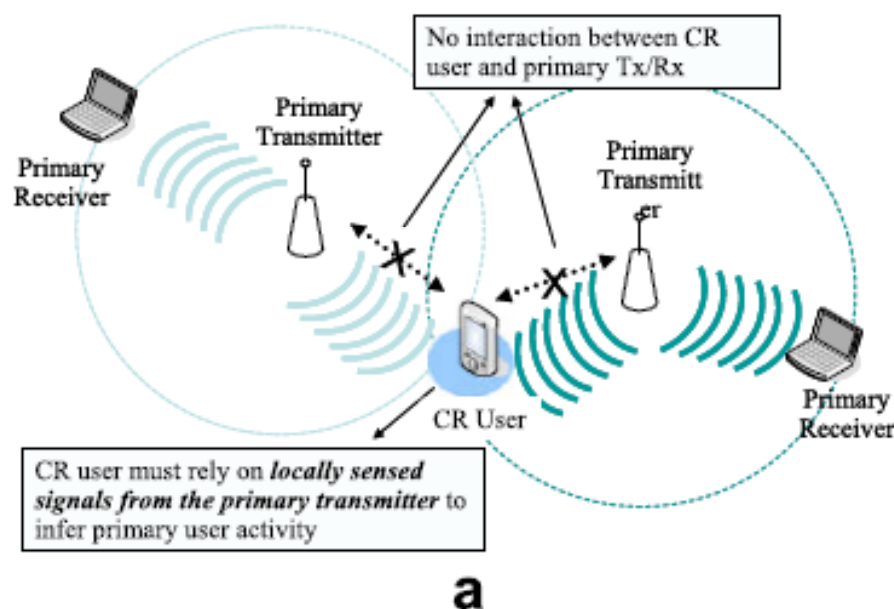 No interaction between CR
user and primary Tx/Rx
Primary
Transmitter
Primary
Receiver
Primary
Transmitt
er
CR User
Primary
Receiver
CR user must rely on locally sensed
signals from the primary transmitter to
infer primary user activity
a